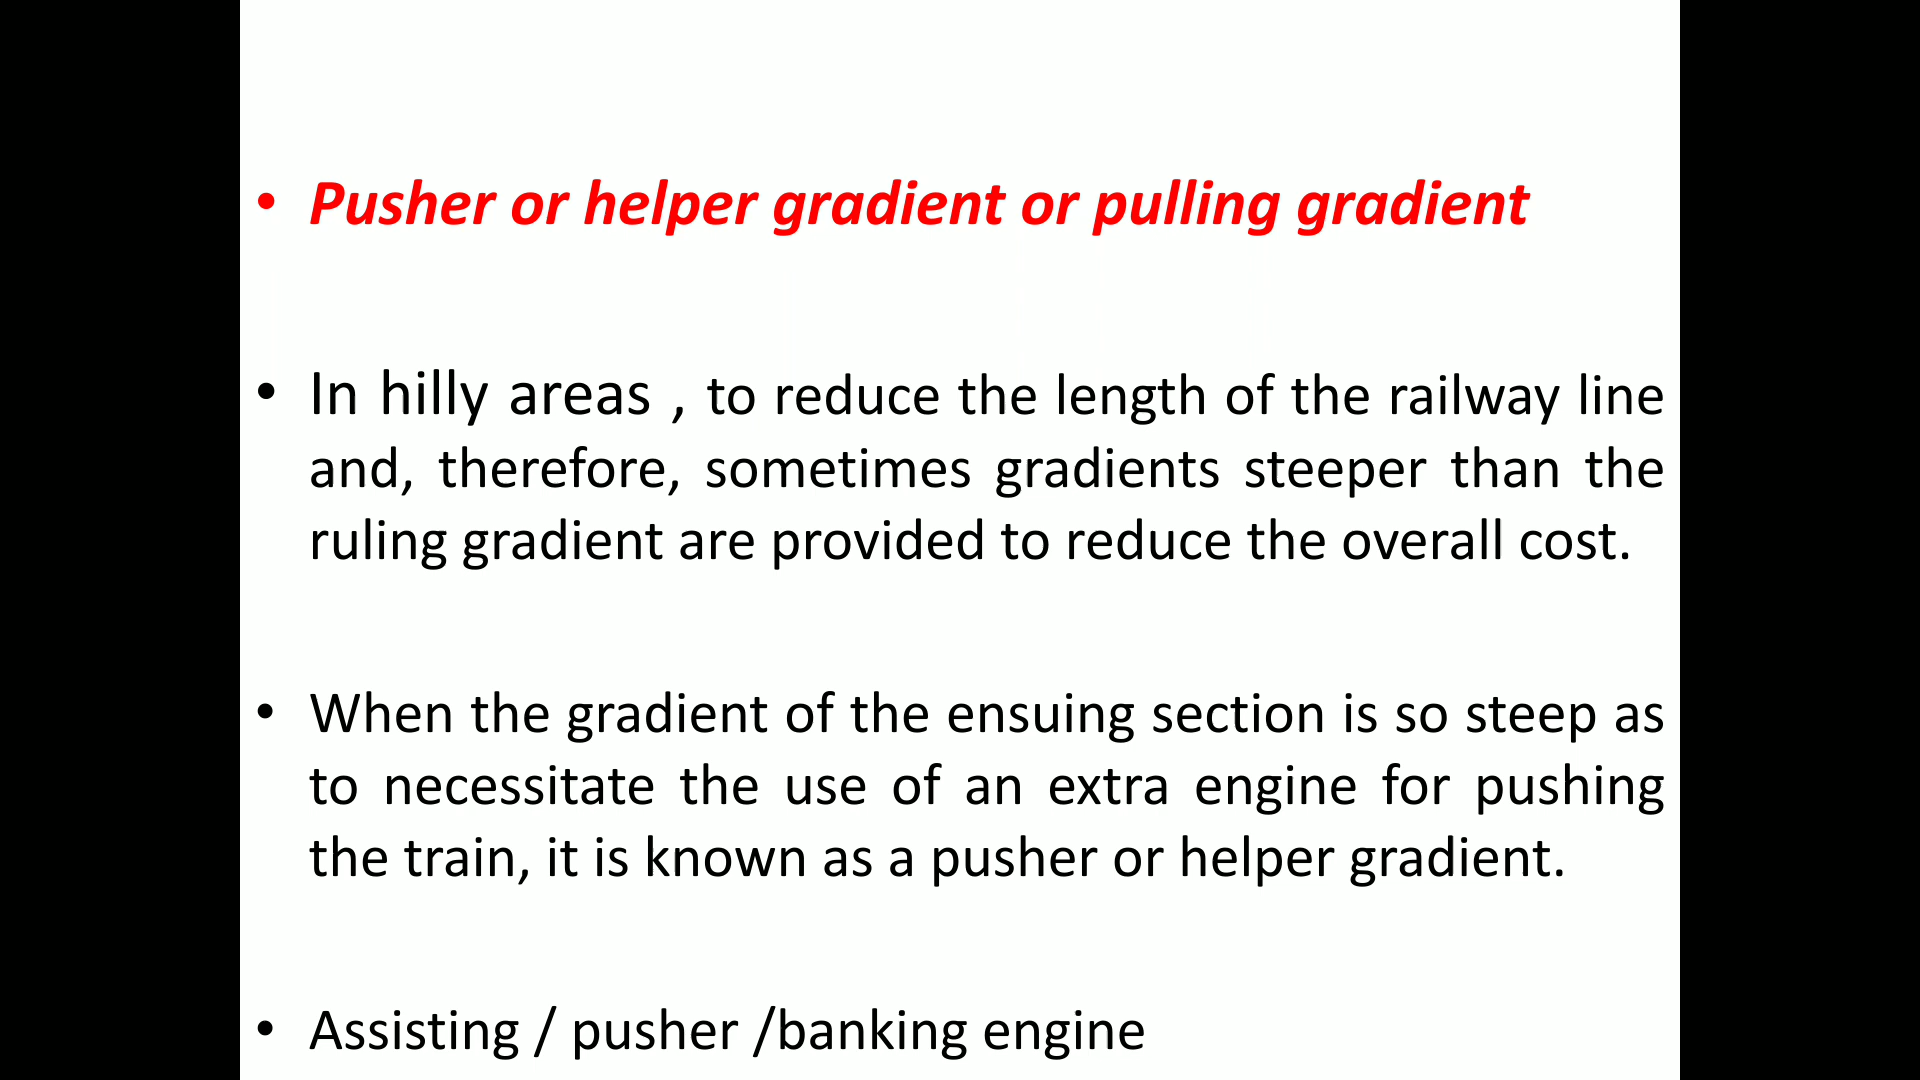 • Pusher or helper gradient or pulling gradient
• In hilly areas , to reduce the length of the railway line
and, therefore, sometimes gradients steeper than the
ruling gradient are provided to reduce the overall cost.
• When the gradient of the ensuing section is so steep as
to necessitate the use of an extra engine for pushing
the train, it is known as a pusher or helper gradient.
• Assisting / pusher /banking engine